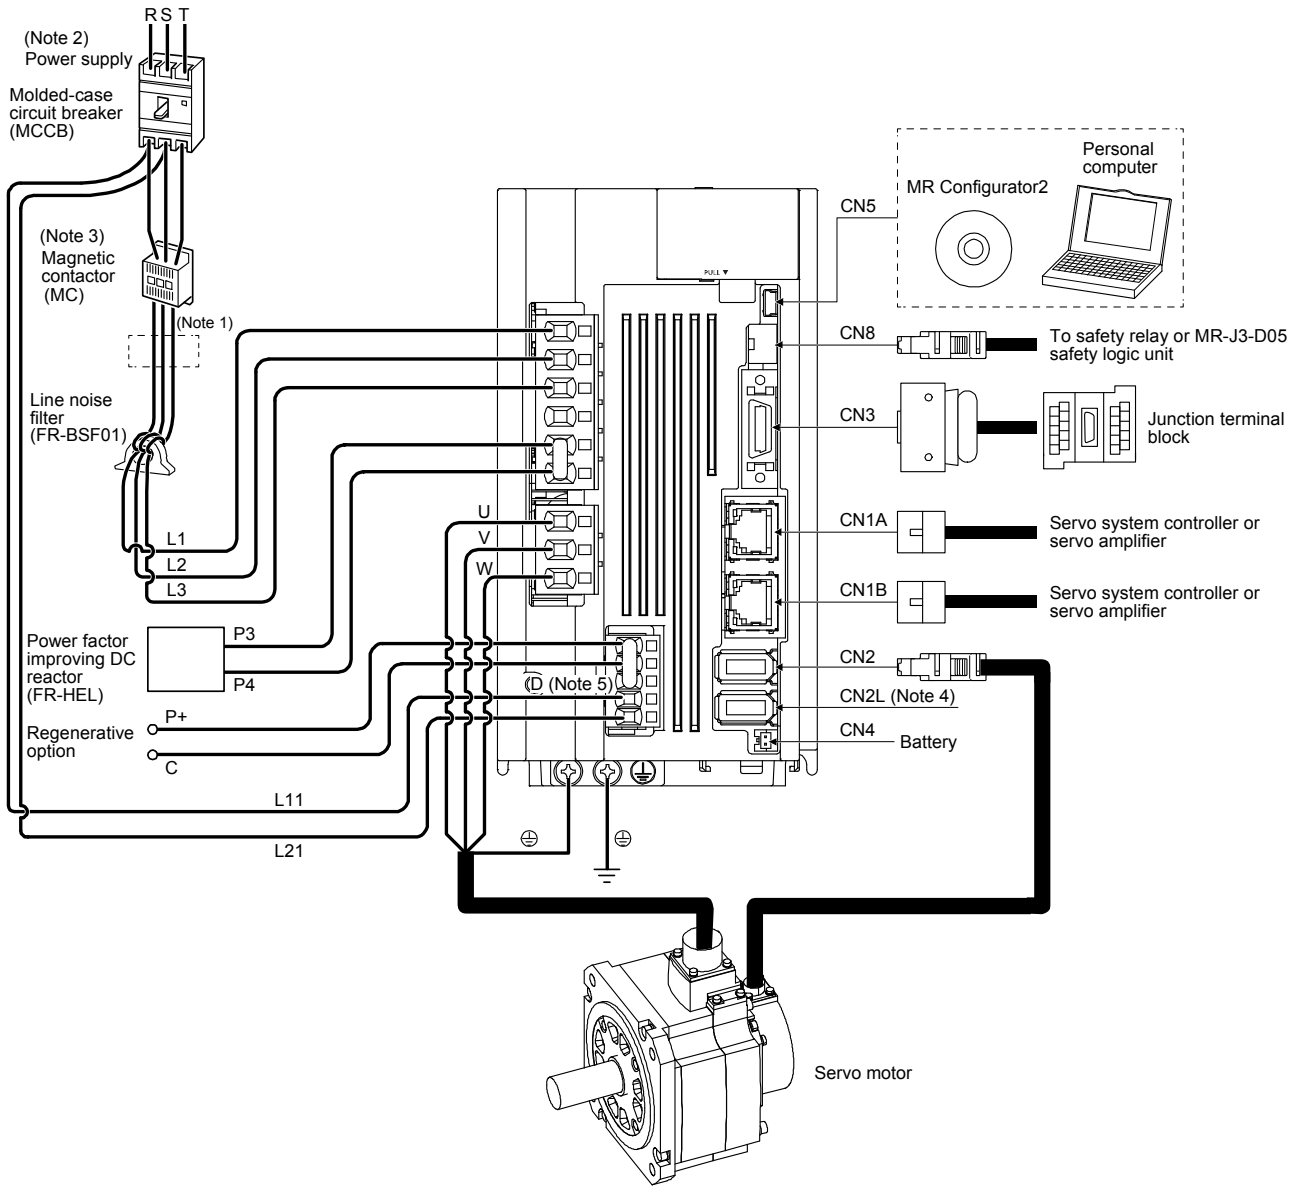 R S T
(Note 2)
Power supply
Molded-case
circuit breaker
(MCCB)
(Note 3)
Magnetic
contactor
(MC)
(Note 1)
Line noise
filter
(FR-BSF01)
L1
L2
L3
Power factor
improving DC
reactor
(FR-HEL)
P3
P4
Regenerative
option
P+
C
L11
L21
U
V
W
D (Note 5)
PULL ▼
CN5
MR Configurator2
Personal
computer
CN8
To safety relay or MR-J3-D05
safety logic unit
CN3
Junction terminal
block
CN1A
Servo system controller or
servo amplifier
CN1B
Servo system controller or
servo amplifier
CN2
CN2L (Note 4)
CN4
Battery
Servo motor